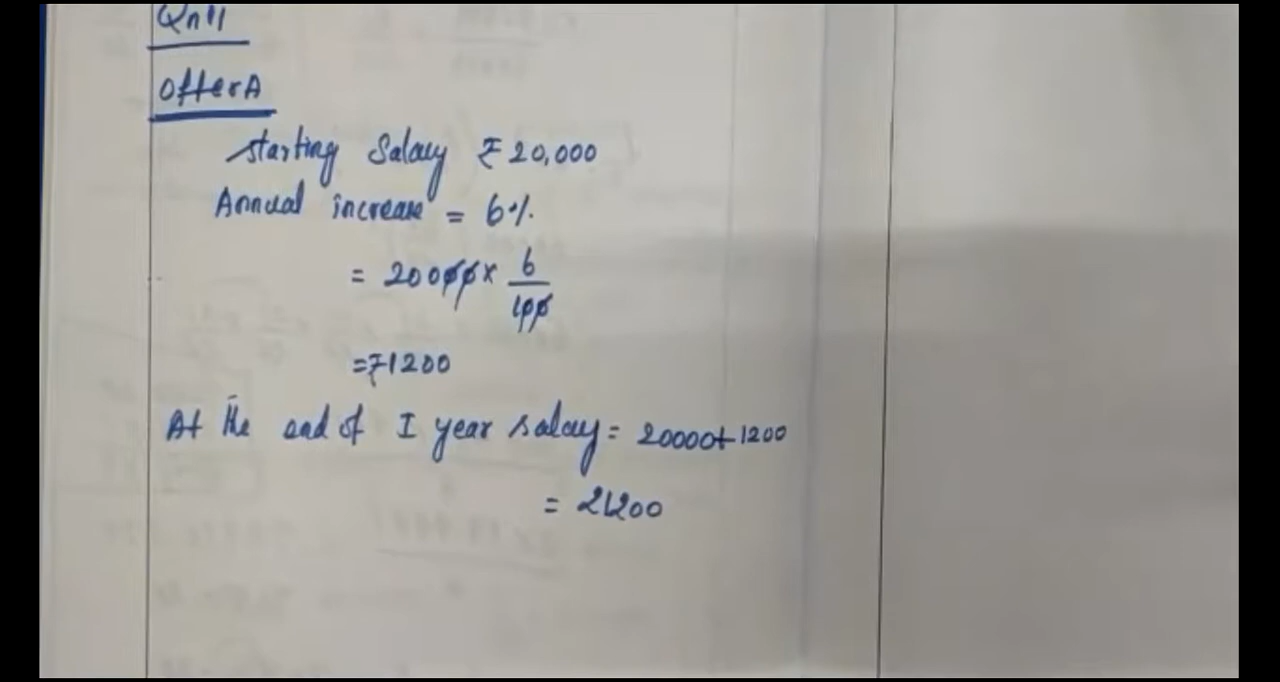 Qn 11
Offer A
Starting Salary ₹ 20,000
Annual increase = 6%
= 20000 × 6/100
= ₹1200
At the end of I year salary = 20000+1200
= 21200